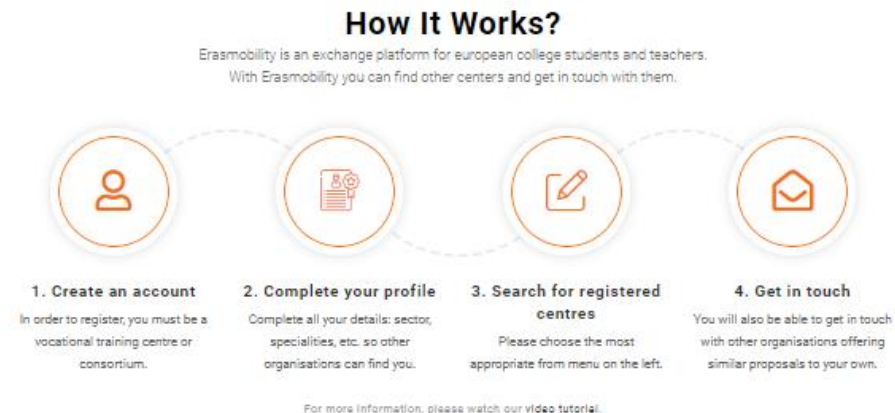 How It Works?
Erasmobility is an exchange platform for european college students and teachers.
With Erasmobility you can find other centers and get in touch with them.
1. Create an account
In order to register, you must be a
vocational training centre or
consortium.
2. Complete your profile
Complete all your details: sector,
specialities, etc. so other
organisations can find you.
3. Search for registered
centres
Please choose the most
appropriate from menu on the left.
4. Get in touch
You will also be able to get in touch
with other organisations offering
similar proposals to your own.
For more information, please watch our video tutorial.